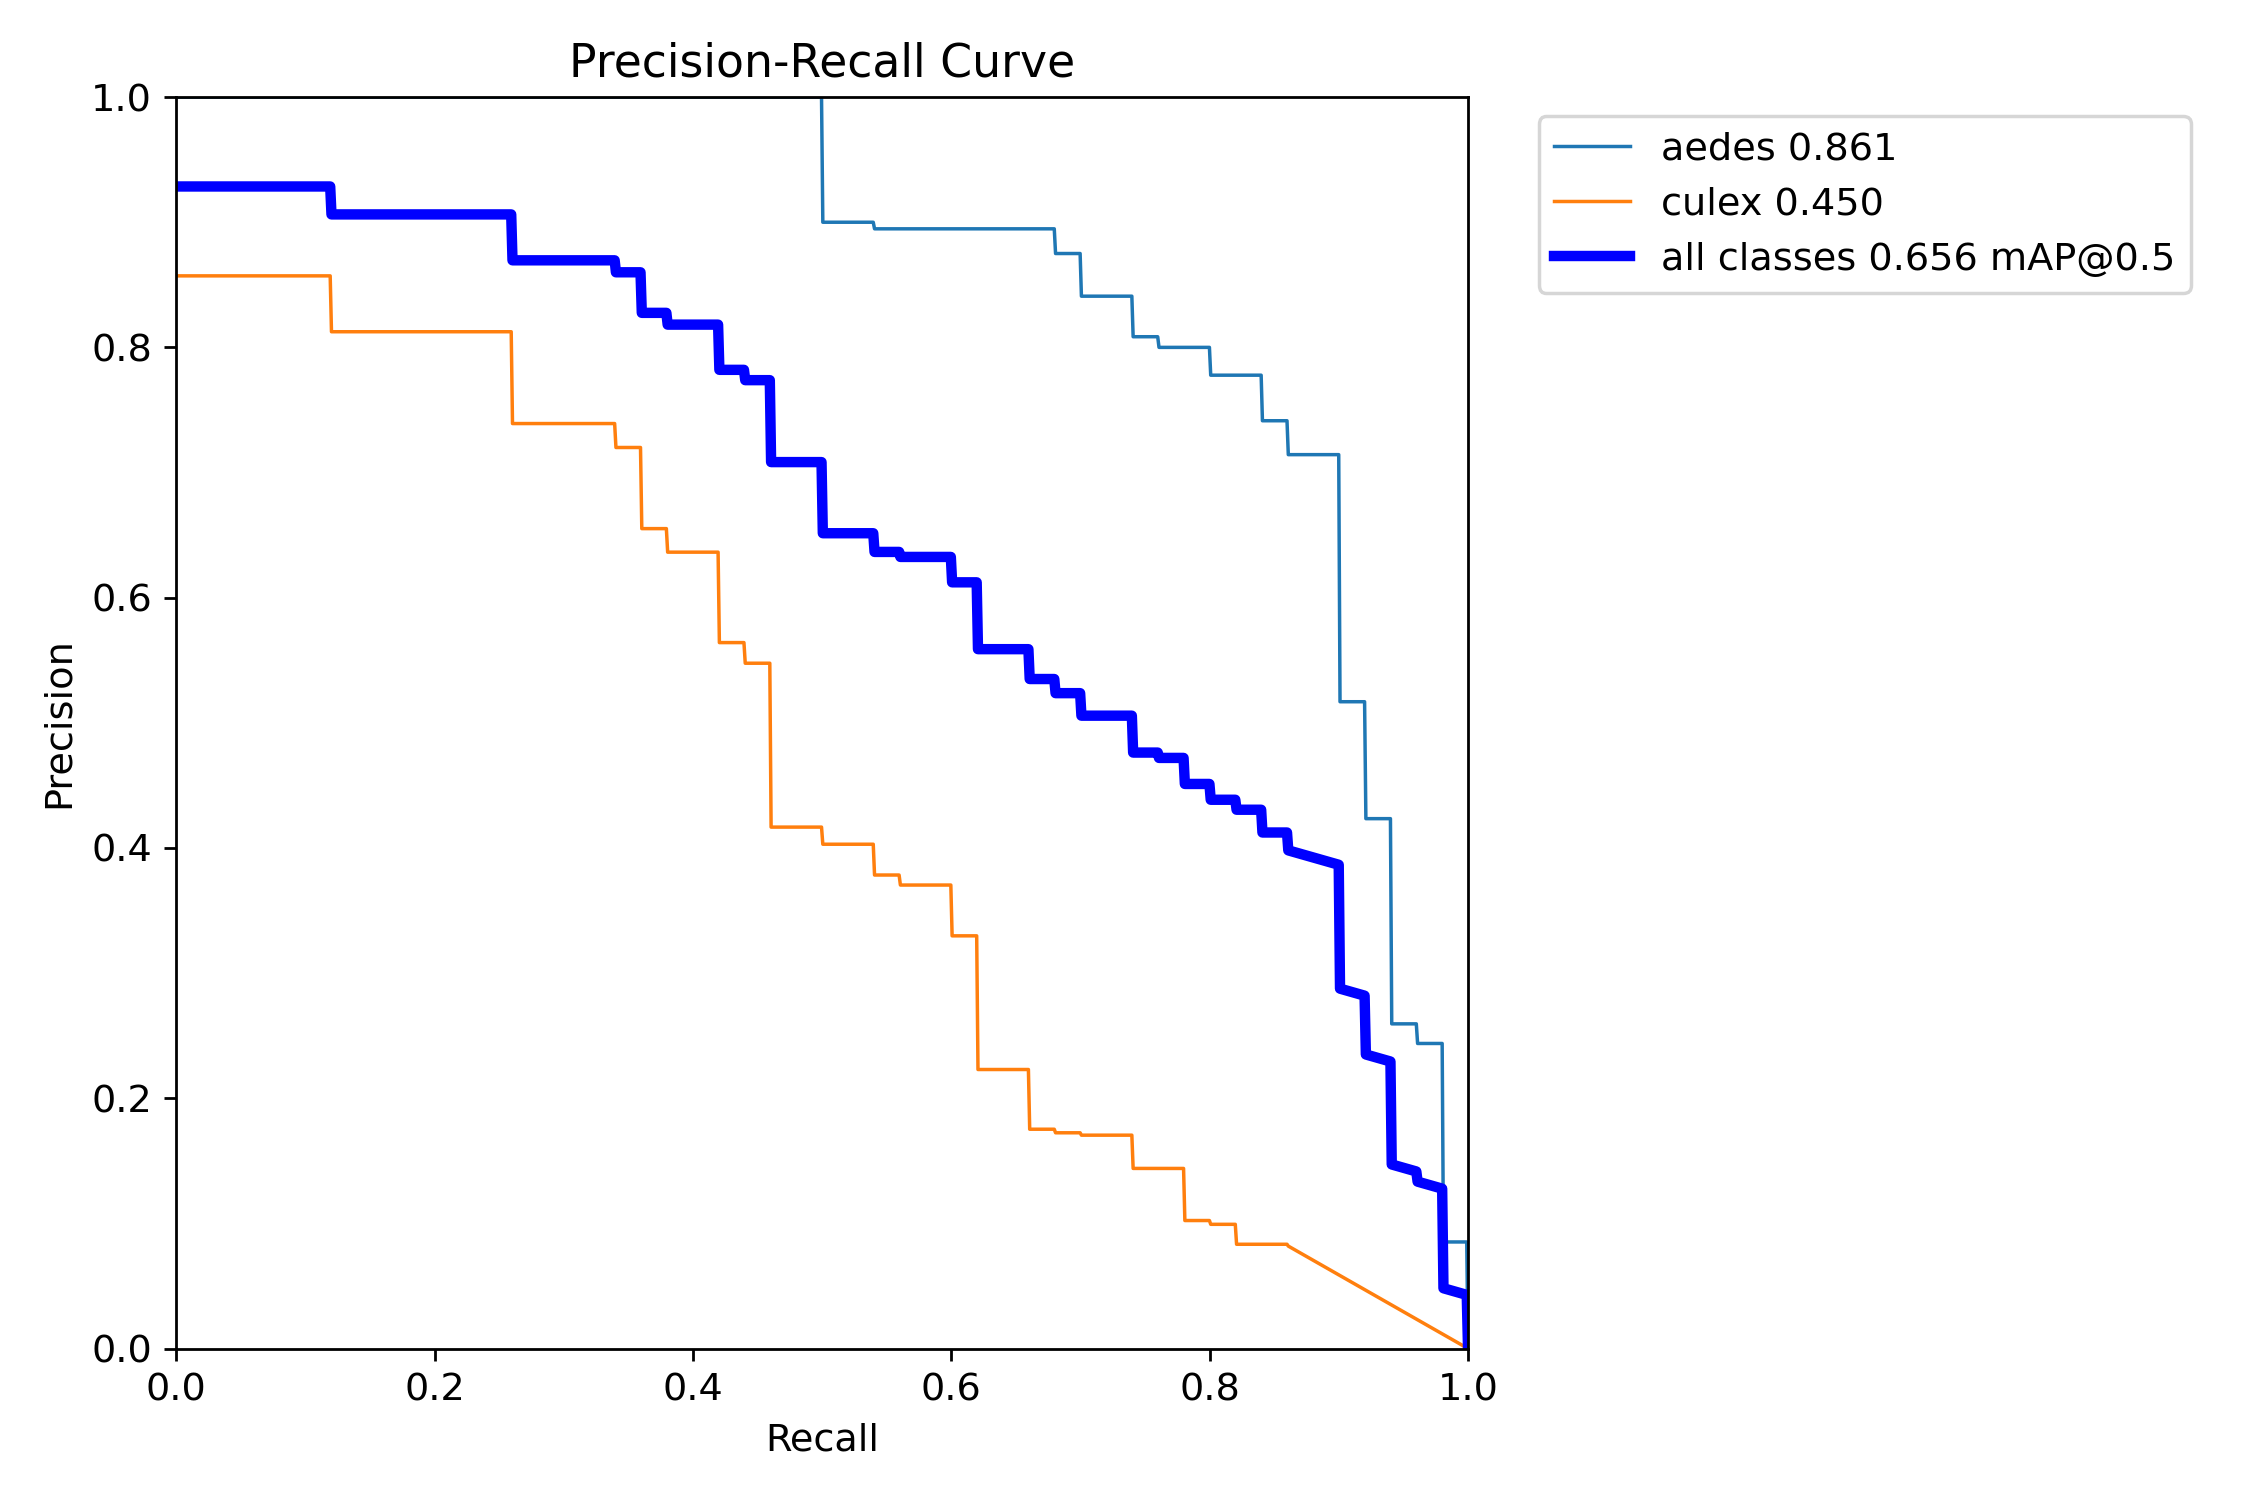 Precision-Recall Curve
1.0
0.8
0.6
0.4
0.2
0.0
Precision
0.0 0.2 0.4 0.6 0.8 1.0
Recall
aedes 0.861
culex 0.450
all classes 0.656 mAP@0.5